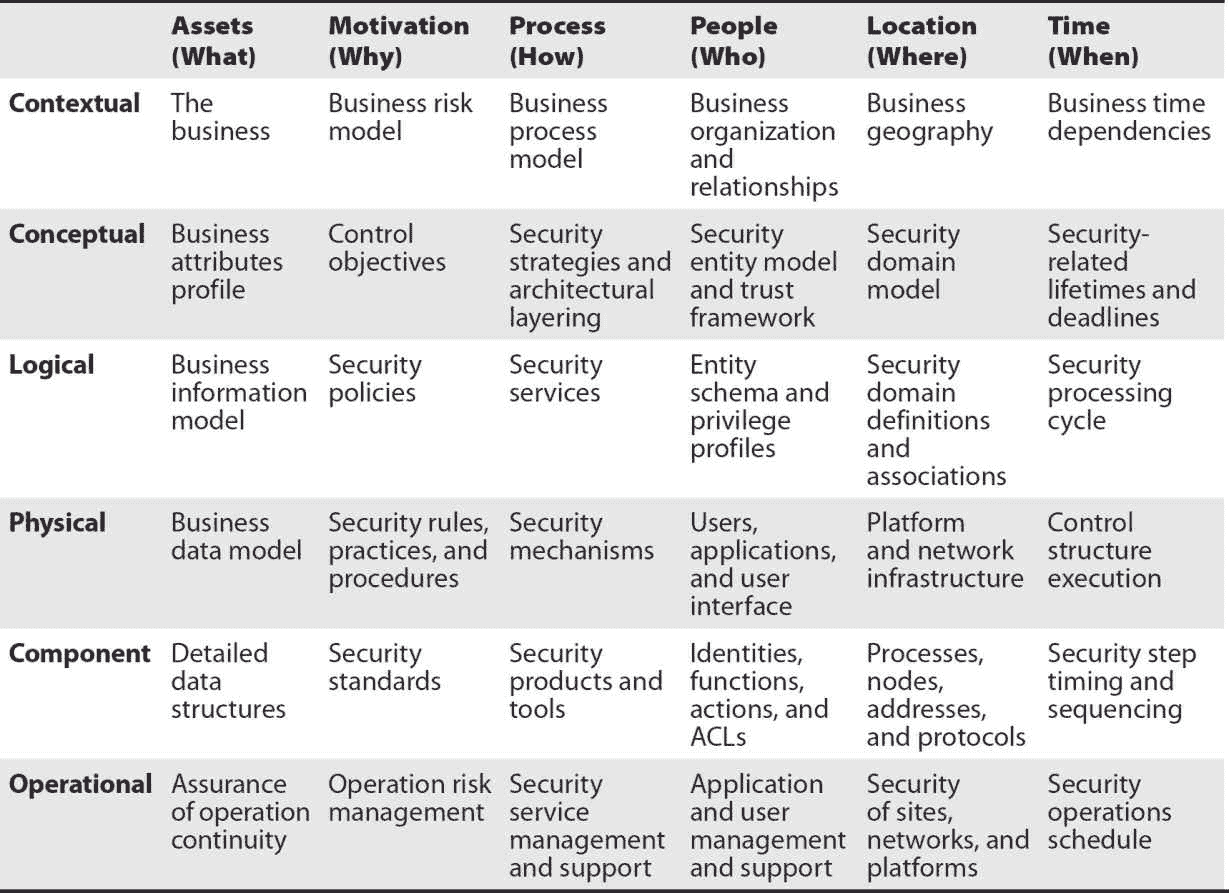 Assets Motivation Process People Location Time
(What) (Why) (How) (Who) (Where) (When)
Contextual The Business risk Business Business Business Business time
business model process organization geography dependencies
model and
relationships
Conceptual Business Control Security Security Security Security-
attributes objectives strategies and entity model domain related
profile architectural and trust model lifetimes and
layering framework deadlines
Logical Business Security Security Entity Security Security
information policies services schema and domain processing
model privilege definitions cycle
profiles and
associations
Physical Business Security rules, Security Users, Platform Control
data model practices, and mechanisms applications, and network structure
procedures and user infrastructure execution
interface
Component Detailed Security Security Identities, Processes, Security step
data standards products and functions, nodes, timing and
structures tools actions, and addresses, sequencing
ACLs and protocols
Operational Assurance Operation risk Security Application Security Security
of operation management service and user of sites, operations
continuity management management networks, and schedule
and support and support platforms